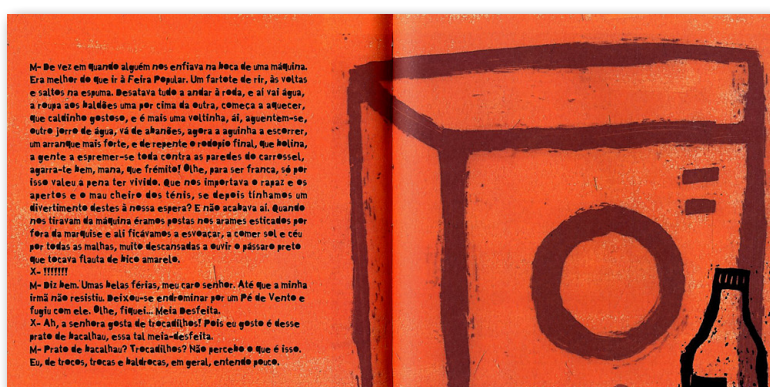 M- De vez em quando alguém nos enfiava na boca de uma máquina.
Era melhor do que ir à Feira Popular. Um fartote de rir, às voltas
e saltos na espuma. Desatava tudo a andar à roda, e aí vai água,
a roupa aos baldões uma por cima da outra, começa a aquecer,
que caldinho gostoso, e é mais uma voltinha, ái, aguentem-se,
outro jorro de água, vá de abanões, agora a aguinha a escorrer,
um arranque mais forte, e de repente o rodopio final, que bolina,
a gente a espremer-se toda contra as paredes do carrossel,
agarra-te bem, mana, que frémito! Olhe, para ser franca, só por
isso valeu a pena ter vivido. Que nos importava o rapaz e os
apertos e o mau cheiro dos ténis, se depois tínhamos um
divertimento destes à nossa espera? E não acabava aí. Quando
nos tiravam da máquina éramos postas nos arames esticados por
fora da marquise e ali ficávamos a esvoaçar, a comer sol e céu
por todas as malhas, muito descansadas a ouvir o pássaro preto
que tocava flauta de bico amarelo.
X- !!!!!!!
M- Diz bem. Umas belas férias, meu caro senhor. Até que a minha
irmã não resistiu. Deixou-se endrominar por um Pé de Vento e
fugiu com ele. Olhe, fiquei... Meia Desfeita.
X- Ah, a senhora gosta de trocadilhos! Pois eu gosto é desse
prato de bacalhau, essa tal meia-desfeita.
M- Prato de bacalhau? Trocadilhos? Não percebo o que é isso.
Eu, de trocos, trocas e baldrocas, em geral, entendo pouco.